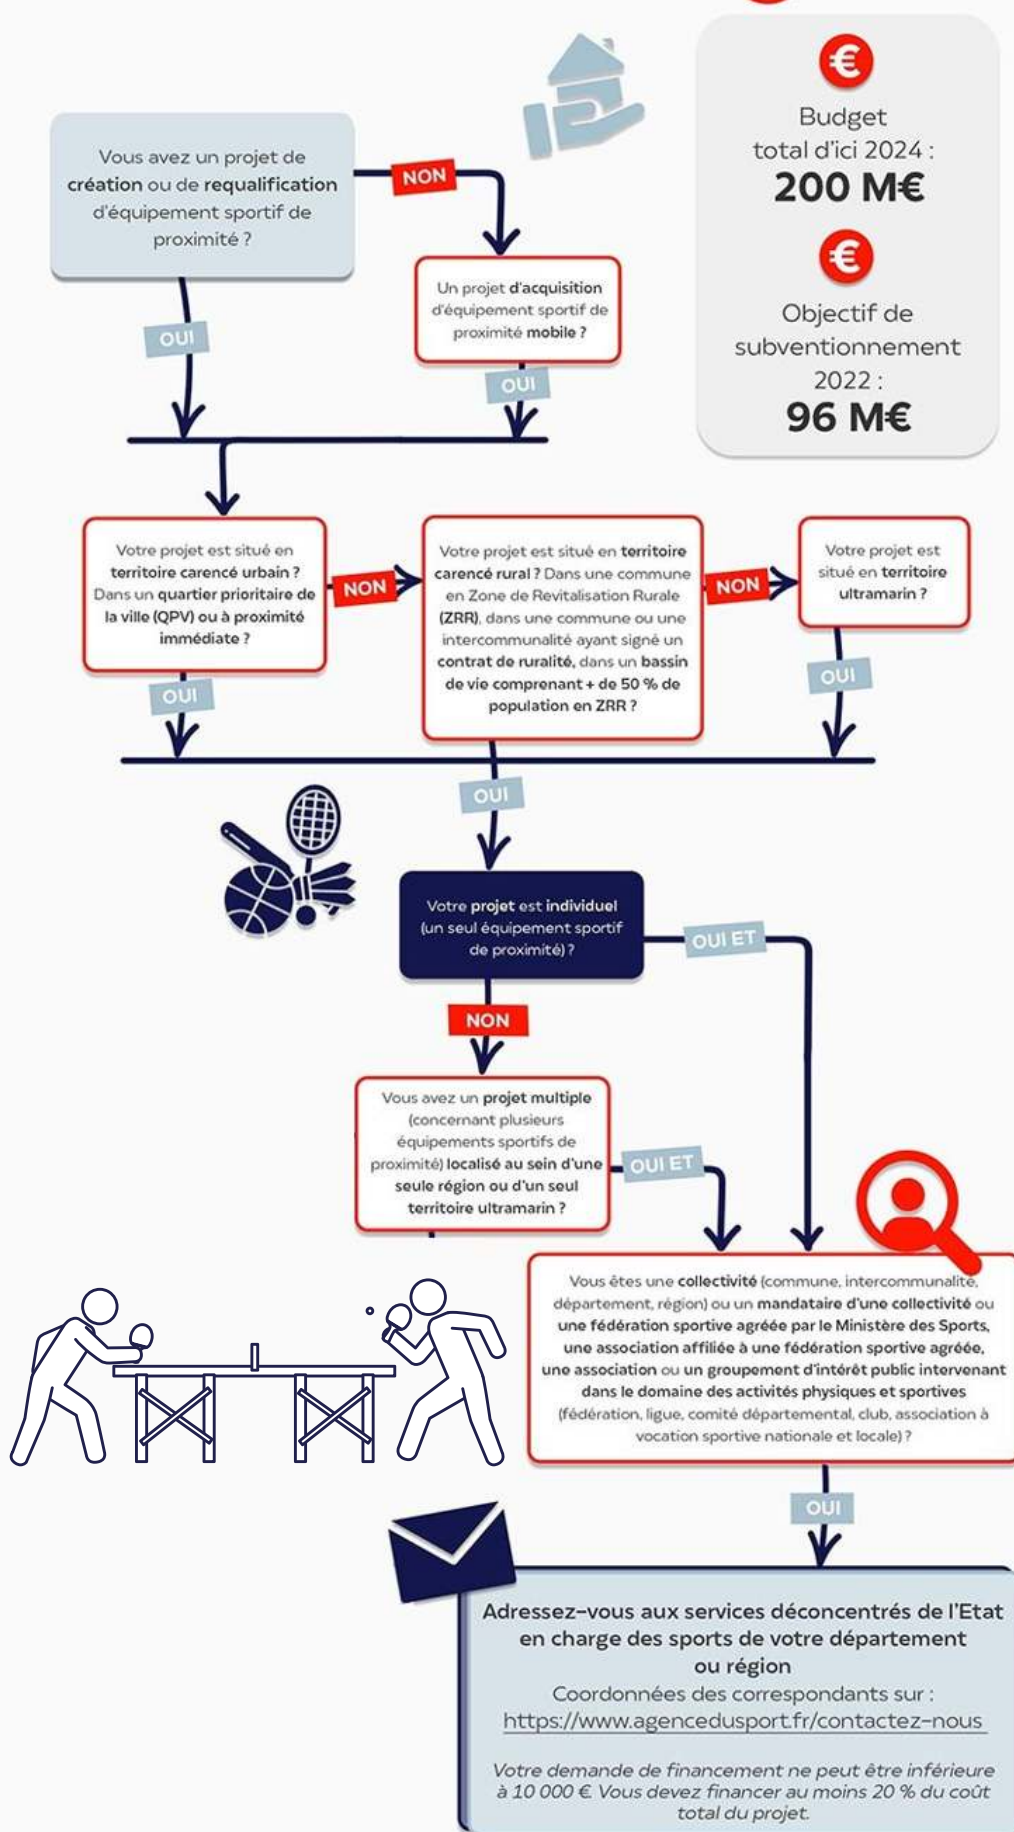 €
Budget
total d'ici 2024 :
200 M€
€
Objectif de
subventionnement
2022 :
96 M€
Vous avez un projet de
création ou de requalification
d'équipement sportif de
proximité ?
NON
Un projet d'acquisition
d'équipement sportif de
proximité mobile ?
OUI
OUI
Votre projet est situé en
territoire carencé urbain ?
Dans un quartier prioritaire de
la ville (QPV) ou à proximité
immédiate ?
NON
Votre projet est situé en territoire
carencé rural ? Dans une commune
en Zone de Revitalisation Rurale
(ZRR), dans une commune ou une
intercommunalité ayant signé un
contrat de ruralité, dans un bassin
de vie comprenant + de 50 % de
population en ZRR ?
NON
Votre projet est
situé en territoire
ultramarin ?
OUI
OUI
OUI
Votre projet est individuel
(un seul équipement sportif
de proximité) ?
OUI ET
NON
Vous avez un projet multiple
(concernant plusieurs
équipements sportifs de
proximité) localisé au sein d'une
seule région ou d'un seul
territoire ultramarin ?
OUI ET
Vous êtes une collectivité (commune, intercommunalité,
département, région) ou un mandataire d'une collectivité ou
une fédération sportive agréée par le Ministère des Sports,
une association affiliée à une fédération sportive agréée,
une association ou un groupement d'intérêt public intervenant
dans le domaine des activités physiques et sportives
(fédération, ligue, comité départemental, club, association à
vocation sportive nationale et locale) ?
OUI
Adressez-vous aux services déconcentrés de l'Etat
en charge des sports de votre département
ou région
Coordonnées des correspondants sur :
https://www.agencedusport.fr/contactez-nous
Votre demande de financement ne peut être inférieure
à 10 000 €. Vous devez financer au moins 20 % du coût
total du projet.